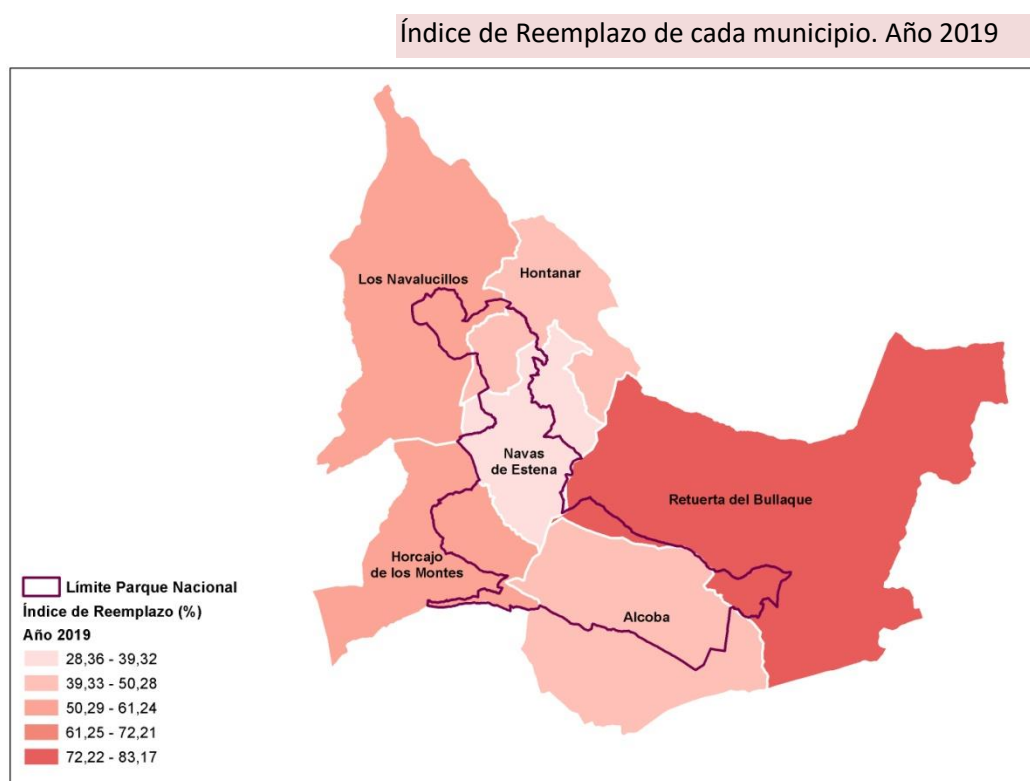 Índice de Reemplazo de cada municipio. Año 2019
Los Navalucillos
Hontanar
Navas
de Estena
Retuerta del Bullaque
Horcajo
de los Montes
Alcoba
Límite Parque Nacional
Índice de Reemplazo (%)
Año 2019
28,36 - 39,32
39,33 - 50,28
50,29 - 61,24
61,25 - 72,21
72,22 - 83,17